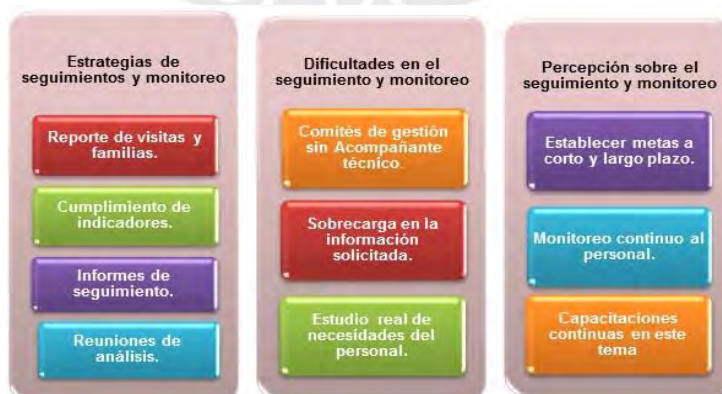 Estrategias de
seguimientos y monitoreo
Reporte de visitas y
familias.
Cumplimiento de
indicadores.
Informes de
seguimiento.
Reuniones de
análisis.
Dificultades en el
seguimiento y monitoreo
Comités de gestión
sin Acompañante
técnico.
Sobrecarga en la
información
solicitada.
Estudio real de
necesidades del
personal.
Percepción sobre el
seguimiento y monitoreo
Establecer metas a
corto y largo plazo.
Monitoreo continuo al
personal.
Capacitaciones
continuas en este
tema